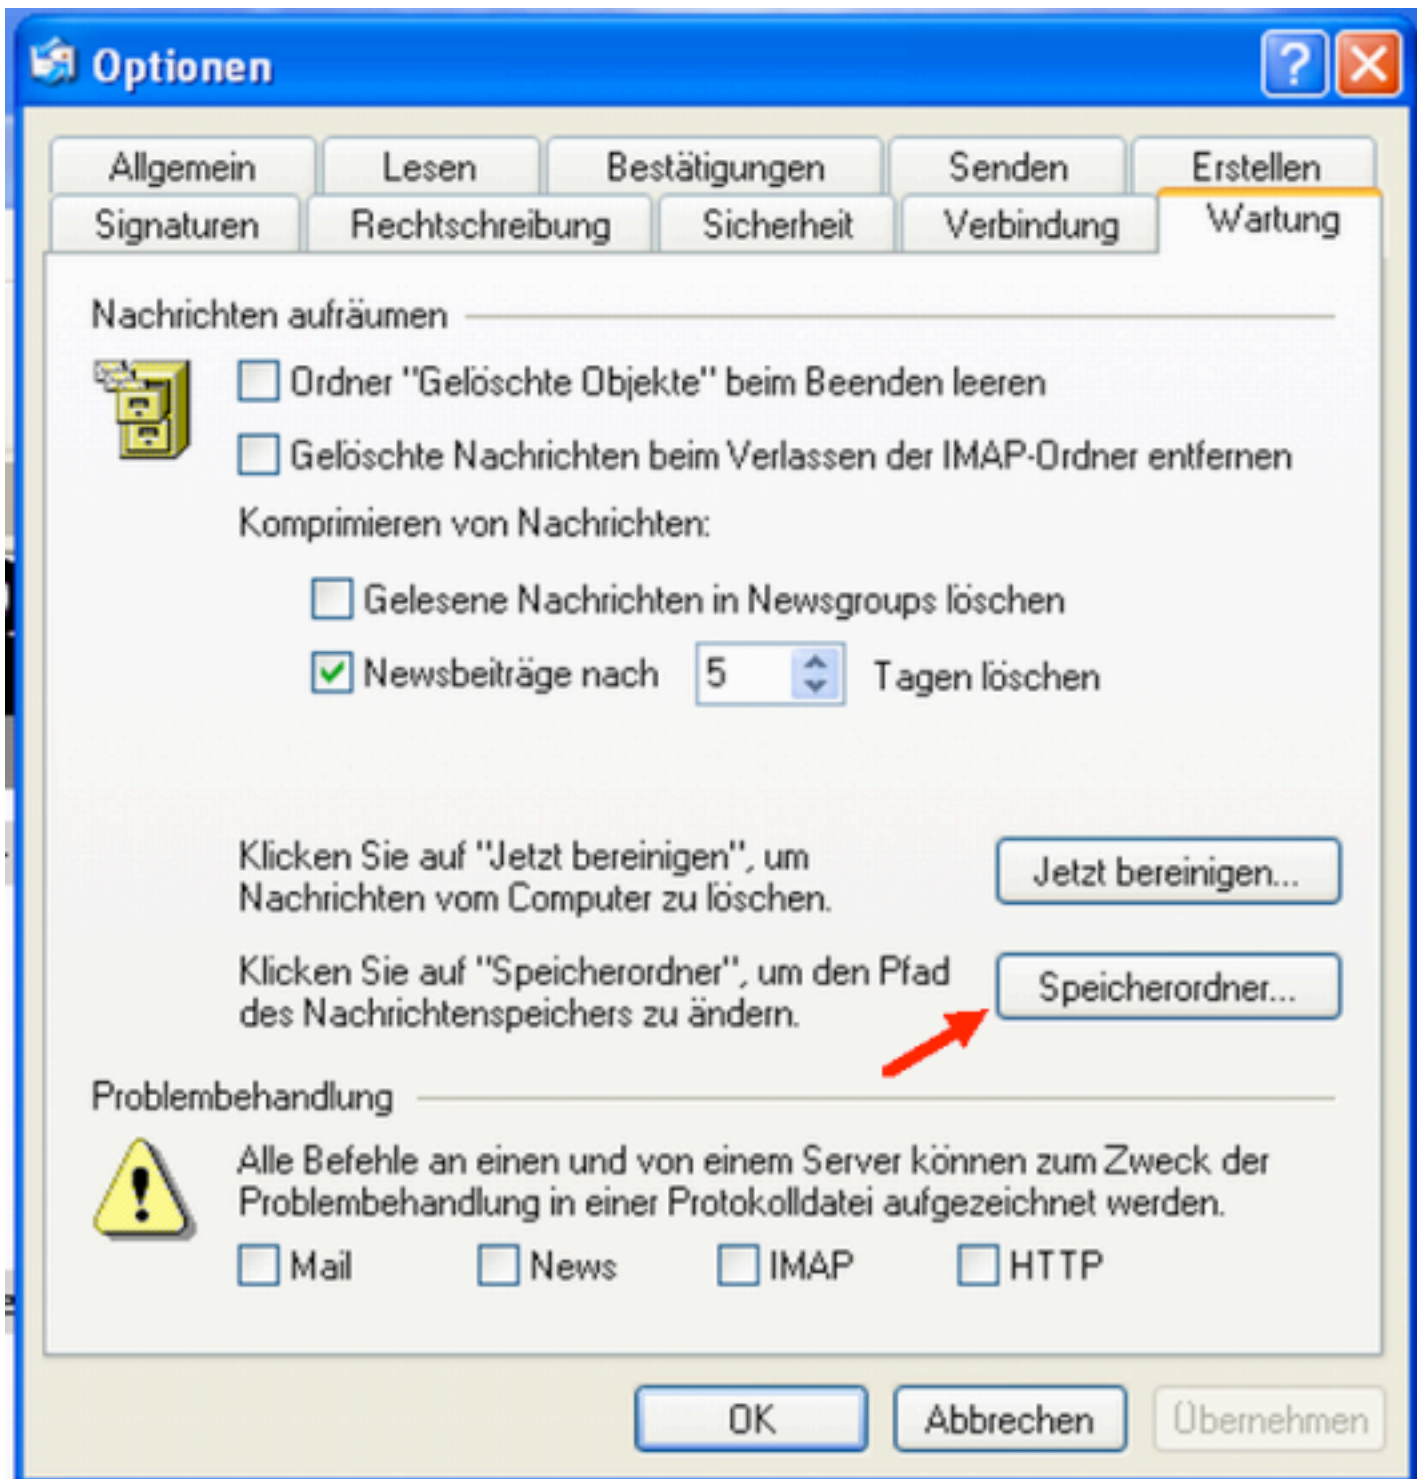 Optionen
Allgemein Lesen Bestätigungen Senden Erstellen
Signaturen Rechtschreibung Sicherheit Verbindung Wartung
Nachrichten aufräumen
Ordner "Gelöschte Objekte" beim Beenden leeren
Gelöschte Nachrichten beim Verlassen der IMAP-Ordner entfernen
Komprimieren von Nachrichten:
Gelesene Nachrichten in Newsgroups löschen
Newsbeiträge nach 5 Tagen löschen
Klicken Sie auf "Jetzt bereinigen", um
Nachrichten vom Computer zu löschen.
Jetzt bereinigen...
Klicken Sie auf "Speicherordner", um den Pfad
des Nachrichtenspeichers zu ändern.
Speicherordner...
Problembehandlung
Alle Befehle an einen und von einem Server können zum Zweck der
Problembehandlung in einer Protokolldatei aufgezeichnet werden.
Mail News IMAP HTTP
OK Abbrechen Übernehmen